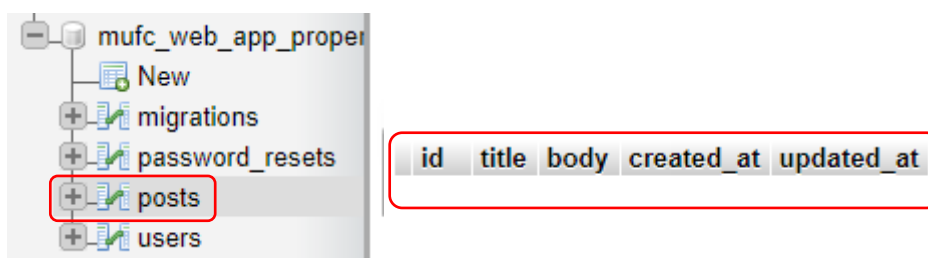 mufc_web_app_proper
New
migrations
password_resets
posts
users
id title body created_at updated_at